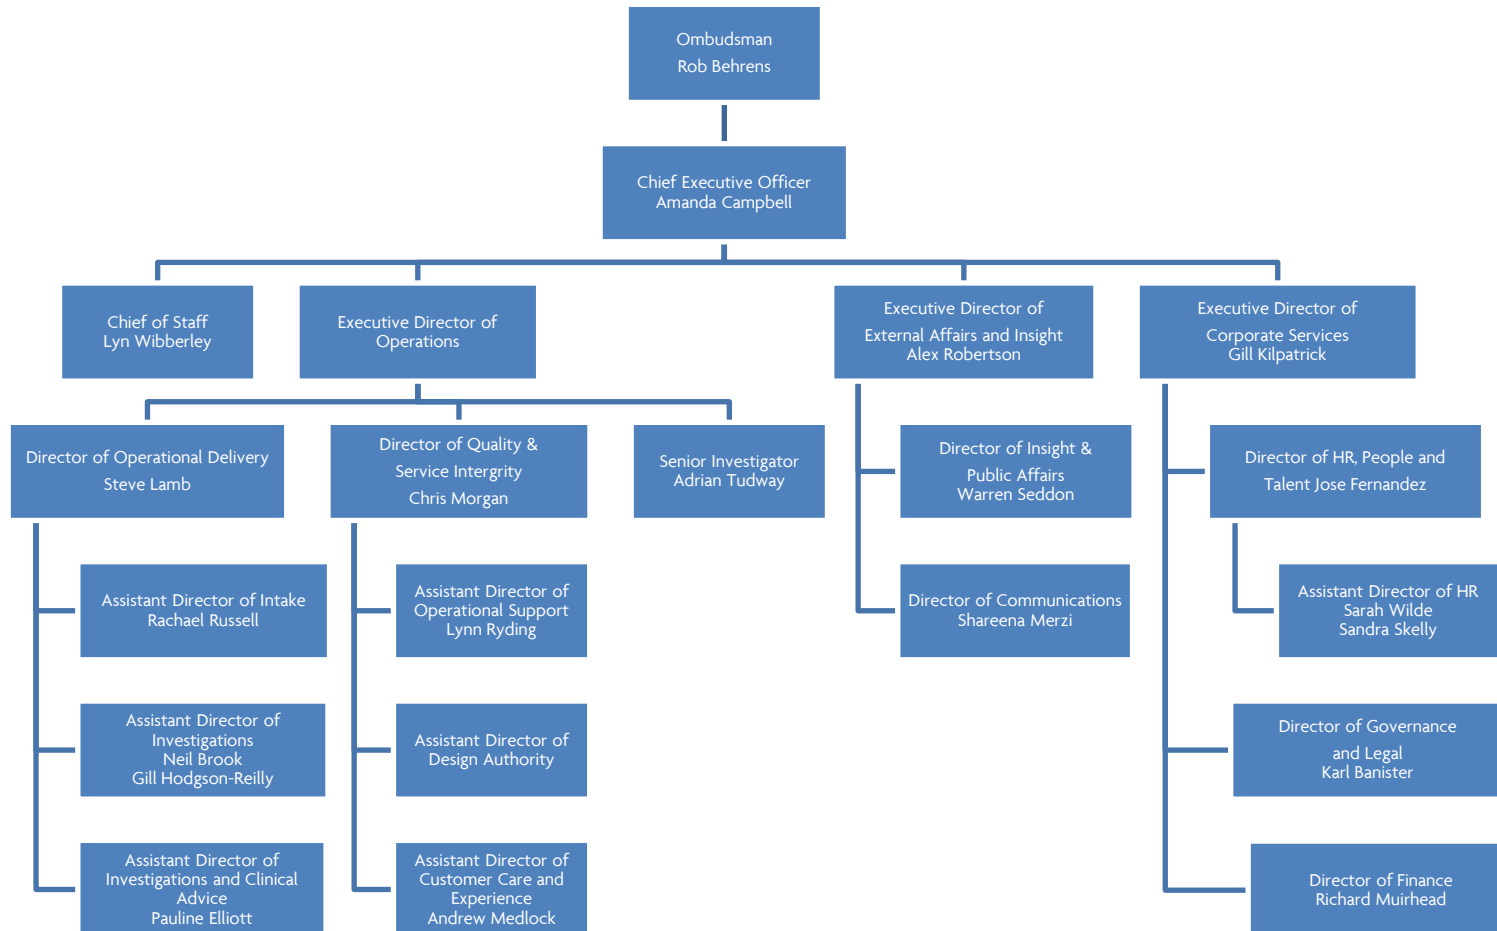 Ombudsman
Rob Behrens
Chief Executive Officer
Amanda Campbell
Chief of Staff
Lyn Wibberley
Executive Director of
Operations
Executive Director of
External Affairs and Insight
Alex Robertson
Executive Director of
Corporate Services
Gill Kilpatrick
Director of Operational Delivery
Steve Lamb
Director of Quality &
Service Intergrity
Chris Morgan
Senior Investigator
Adrian Tudway
Director of Insight &
Public Affairs
Warren Seddon
Director of HR, People and
Talent Jose Fernandez
Assistant Director of Intake
Rachael Russell
Assistant Director of
Operational Support
Lynn Ryding
Director of Communications
Shareena Merzi
Assistant Director of HR
Sarah Wilde
Sandra Skelly
Assistant Director of
Investigations
Neil Brook
Gill Hodgson-Reilly
Assistant Director of
Design Authority
Director of Governance
and Legal
Karl Banister
Assistant Director of
Investigations and Clinical
Advice
Pauline Elliott
Assistant Director of
Customer Care and
Experience
Andrew Medlock
Director of Finance
Richard Muirhead